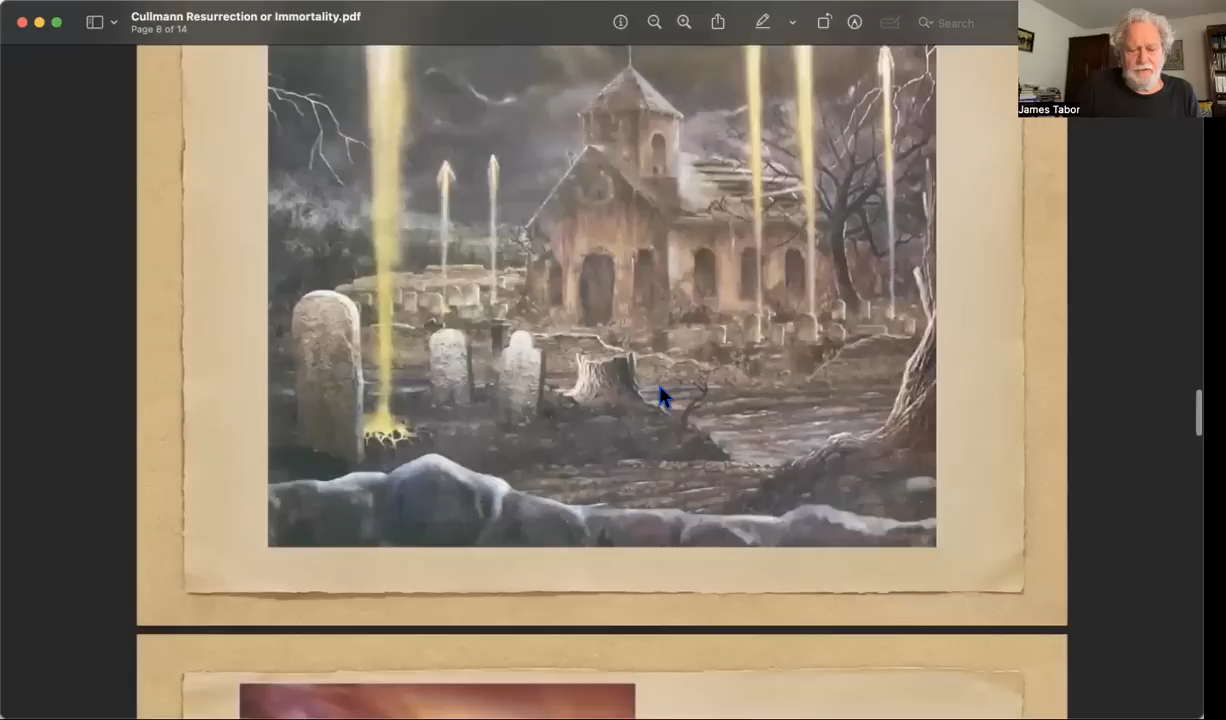 Cullmann Resurrection or Immortality.pdf
Page 8 of 14
Search
James Tabor